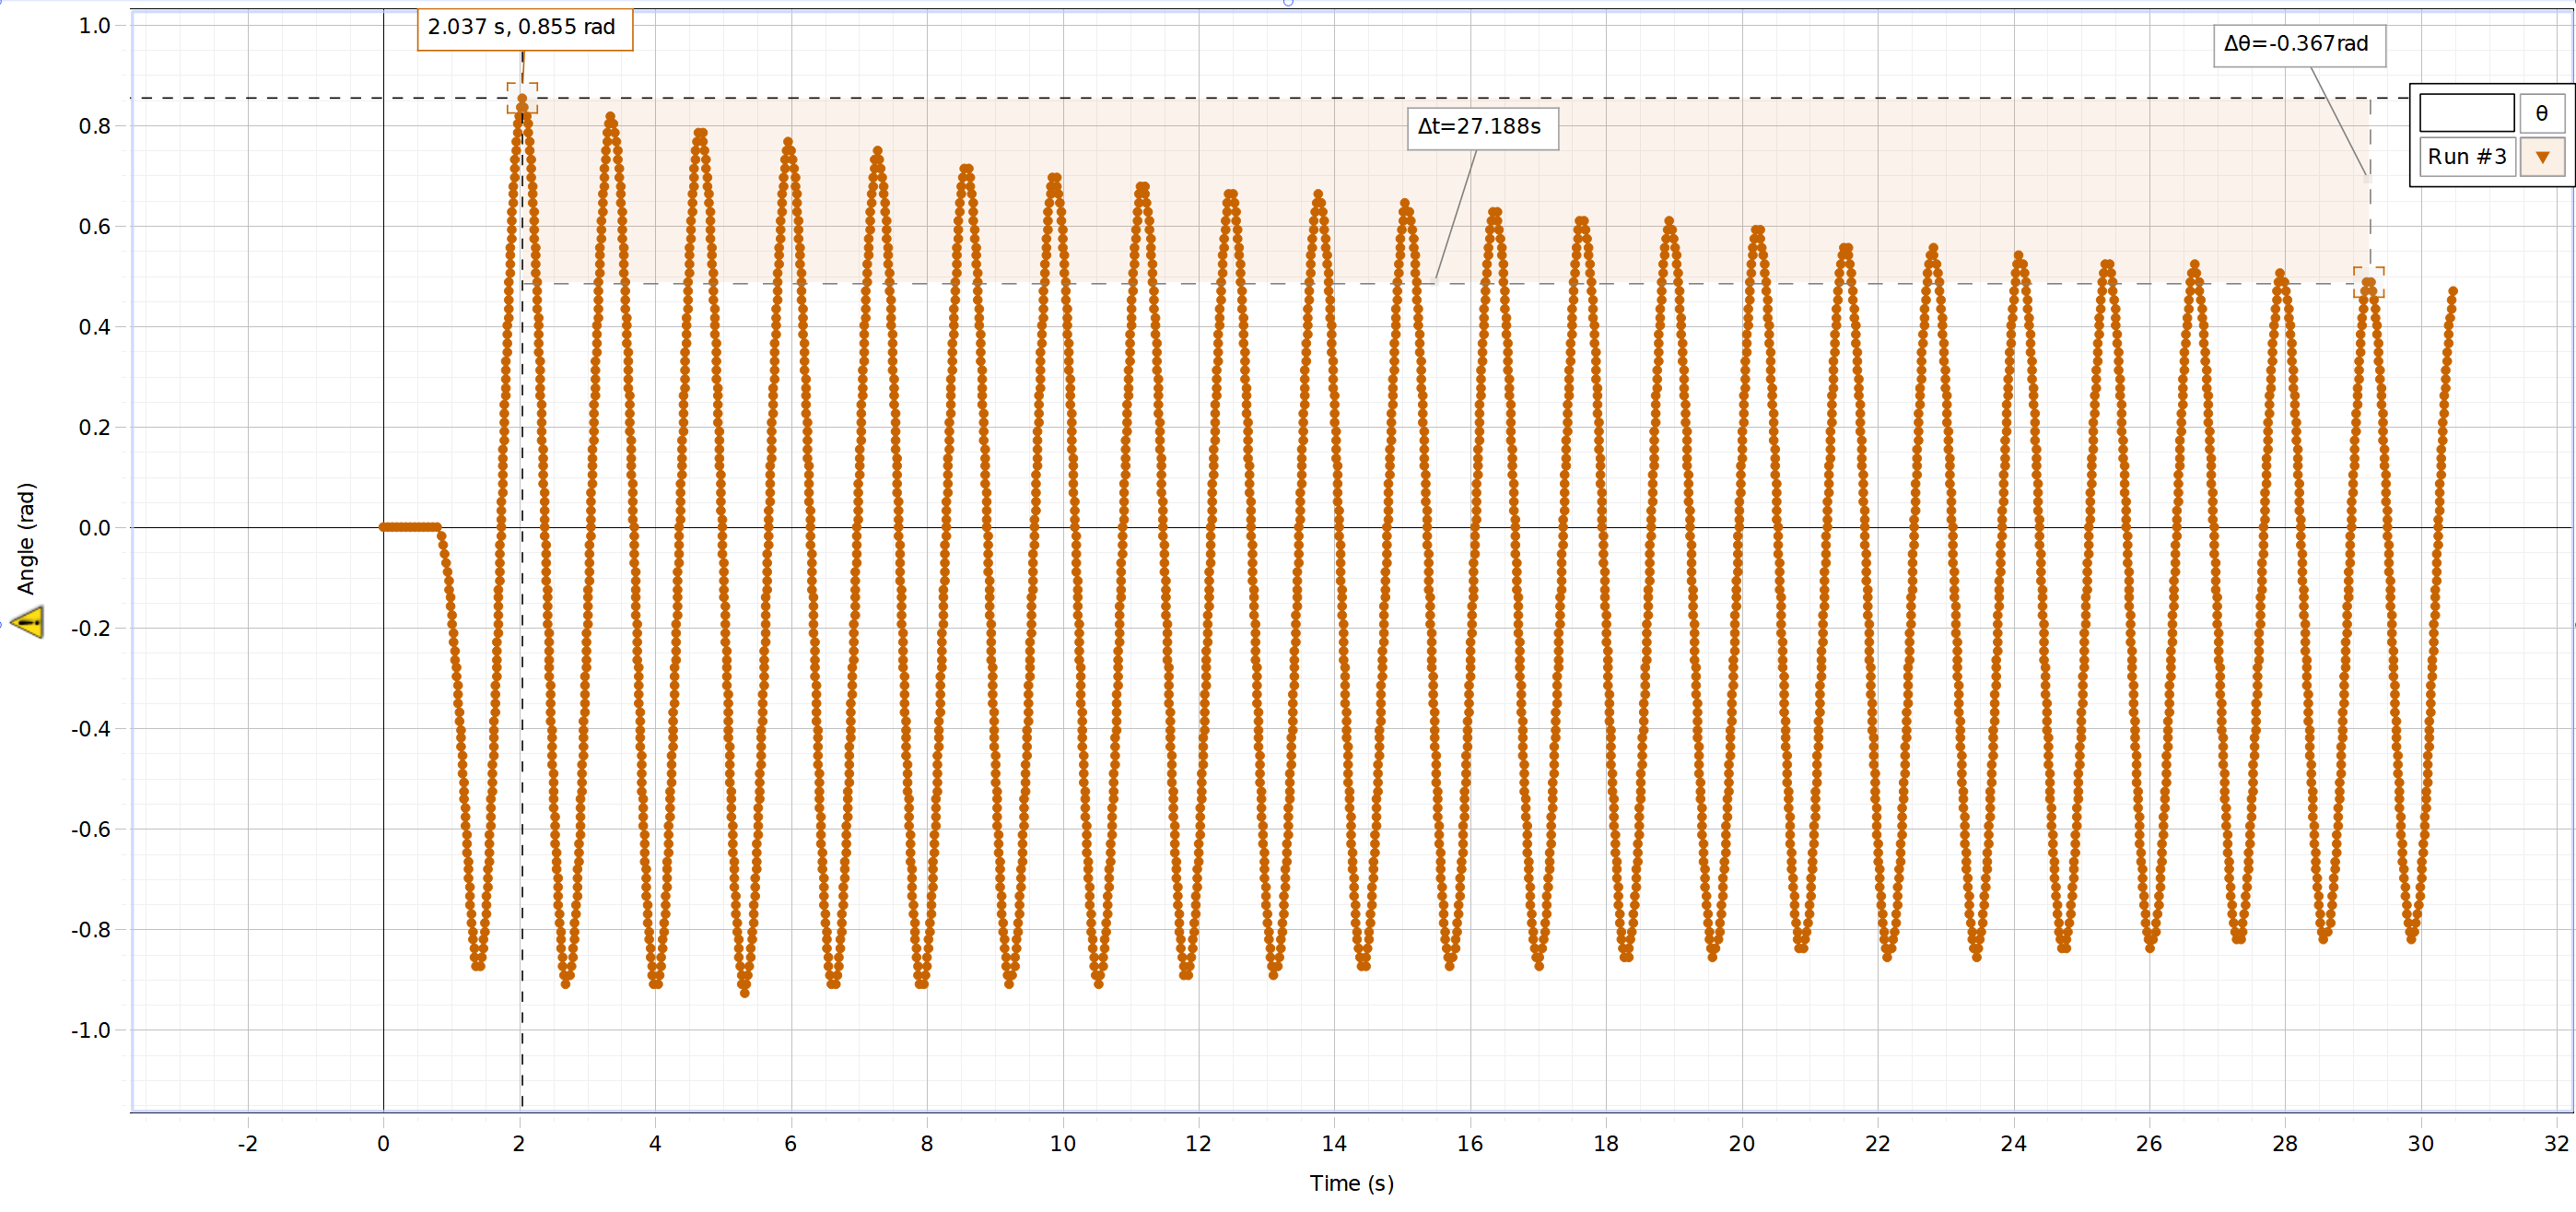 2.037 s, 0.855 rad
Δθ=-0.367rad
Δt=27.188s
θ
Run #3
1.0
0.8
0.6
0.4
0.2
0.0
-0.2
-0.4
-0.6
-0.8
-1.0
Angle (rad)
-2 0 2 4 6 8 10 12 14 16 18 20 22 24 26 28 30 32
Time (s)